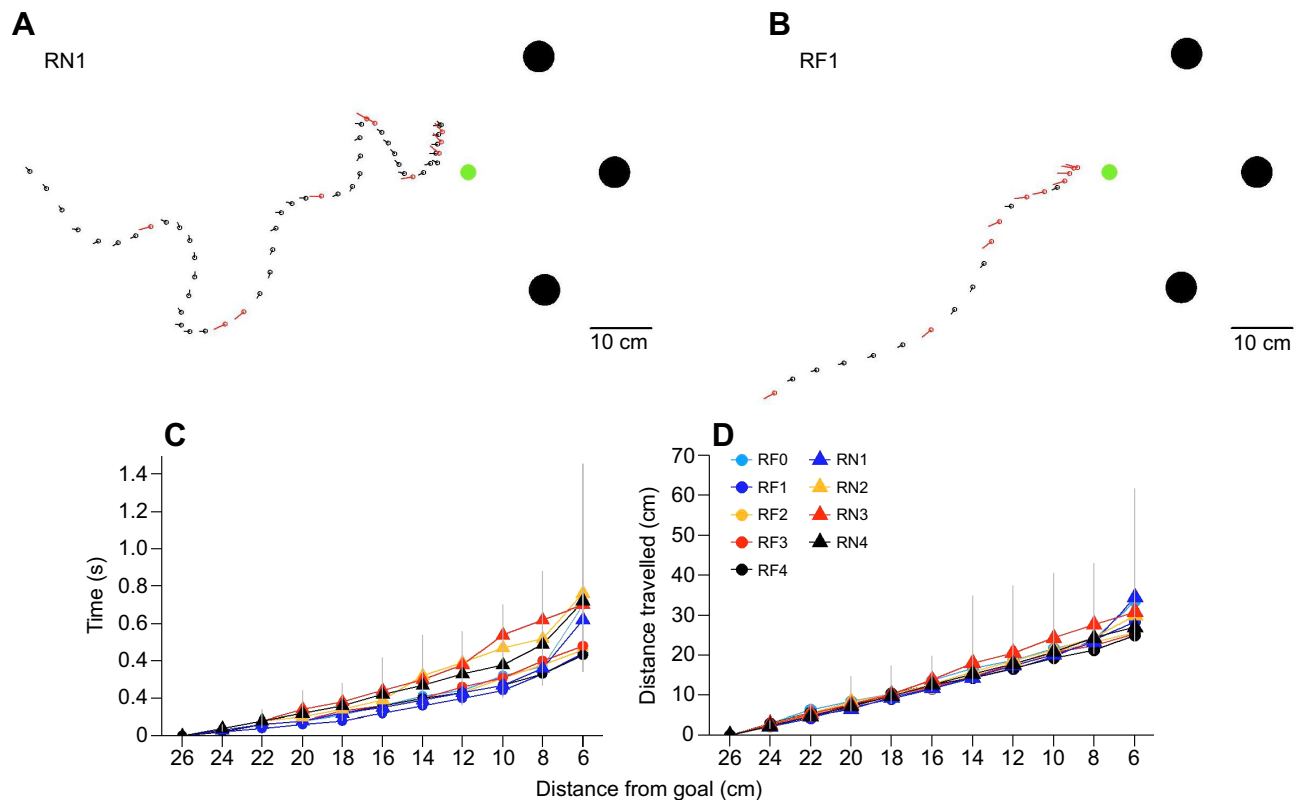 A
RN1
10 cm
B
RF1
10 cm
C
Time (s)
1.4
1.2
1.0
0.8
0.6
0.4
0.4
0
26 24 22 20 18 16 14 12 10 8 6
D
Distance travelled (cm)
70
60
50
40
30
20
10
0
RF0 RN1
RF1 RN2
RF2 RN3
RF3 RN4
RF4
26 24 22 20 18 16 14 12 10 8 6
Distance from goal (cm)